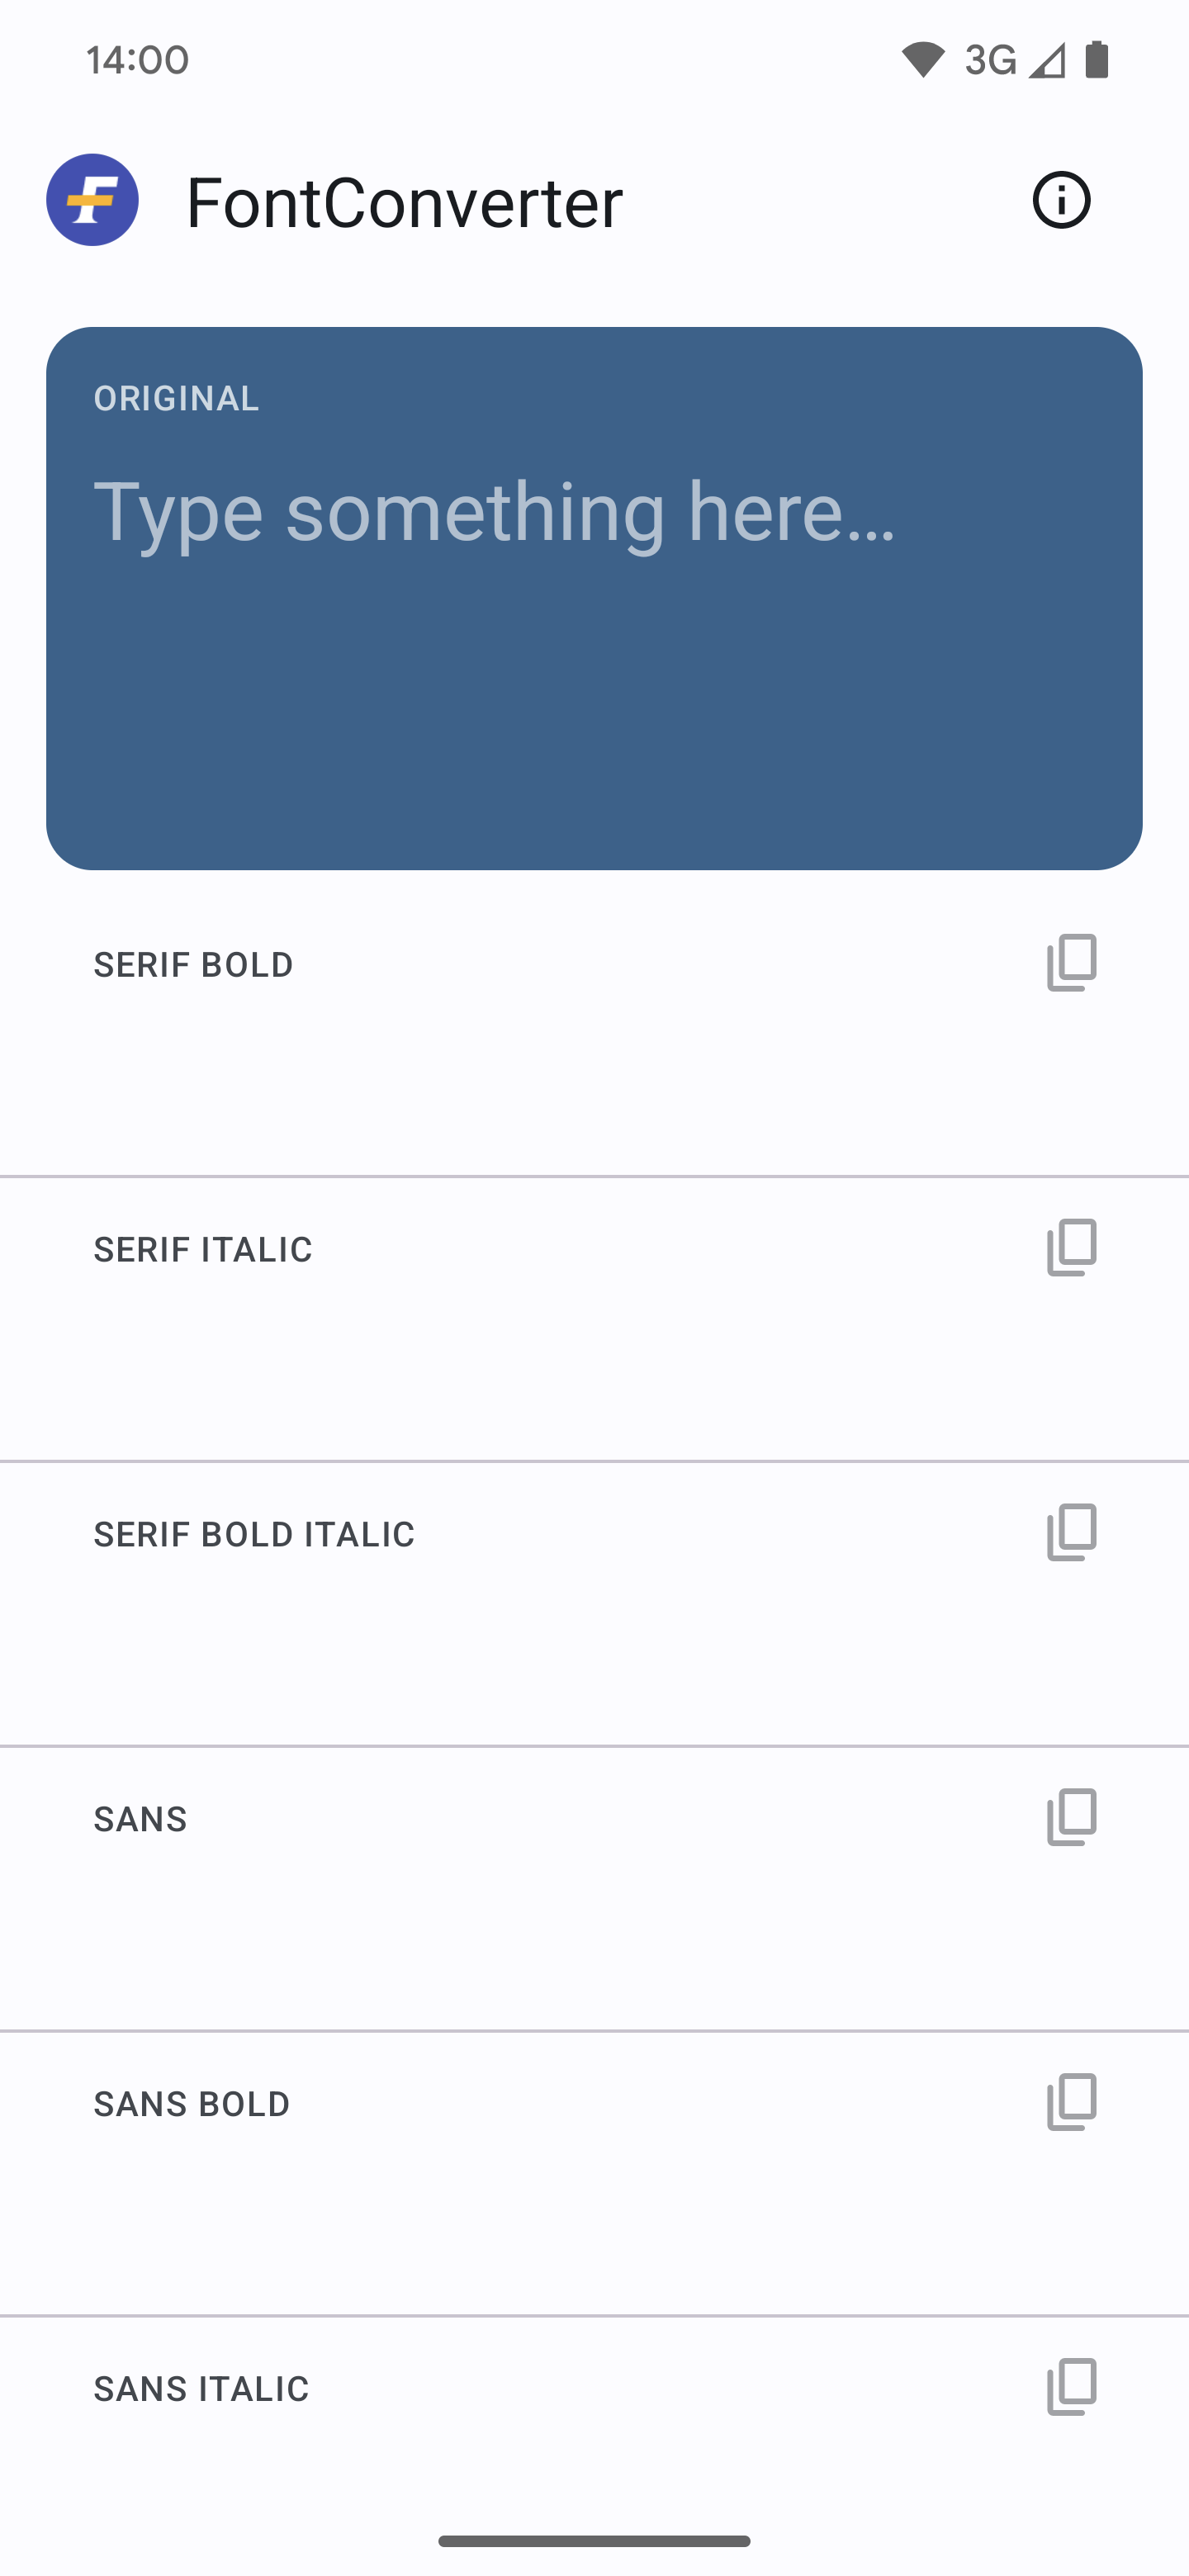 14:00 3G
FontConverter
ORIGINAL
Type something here...
SERIF BOLD
SERIF ITALIC
SERIF BOLD ITALIC
SANS
SANS BOLD
SANS ITALIC